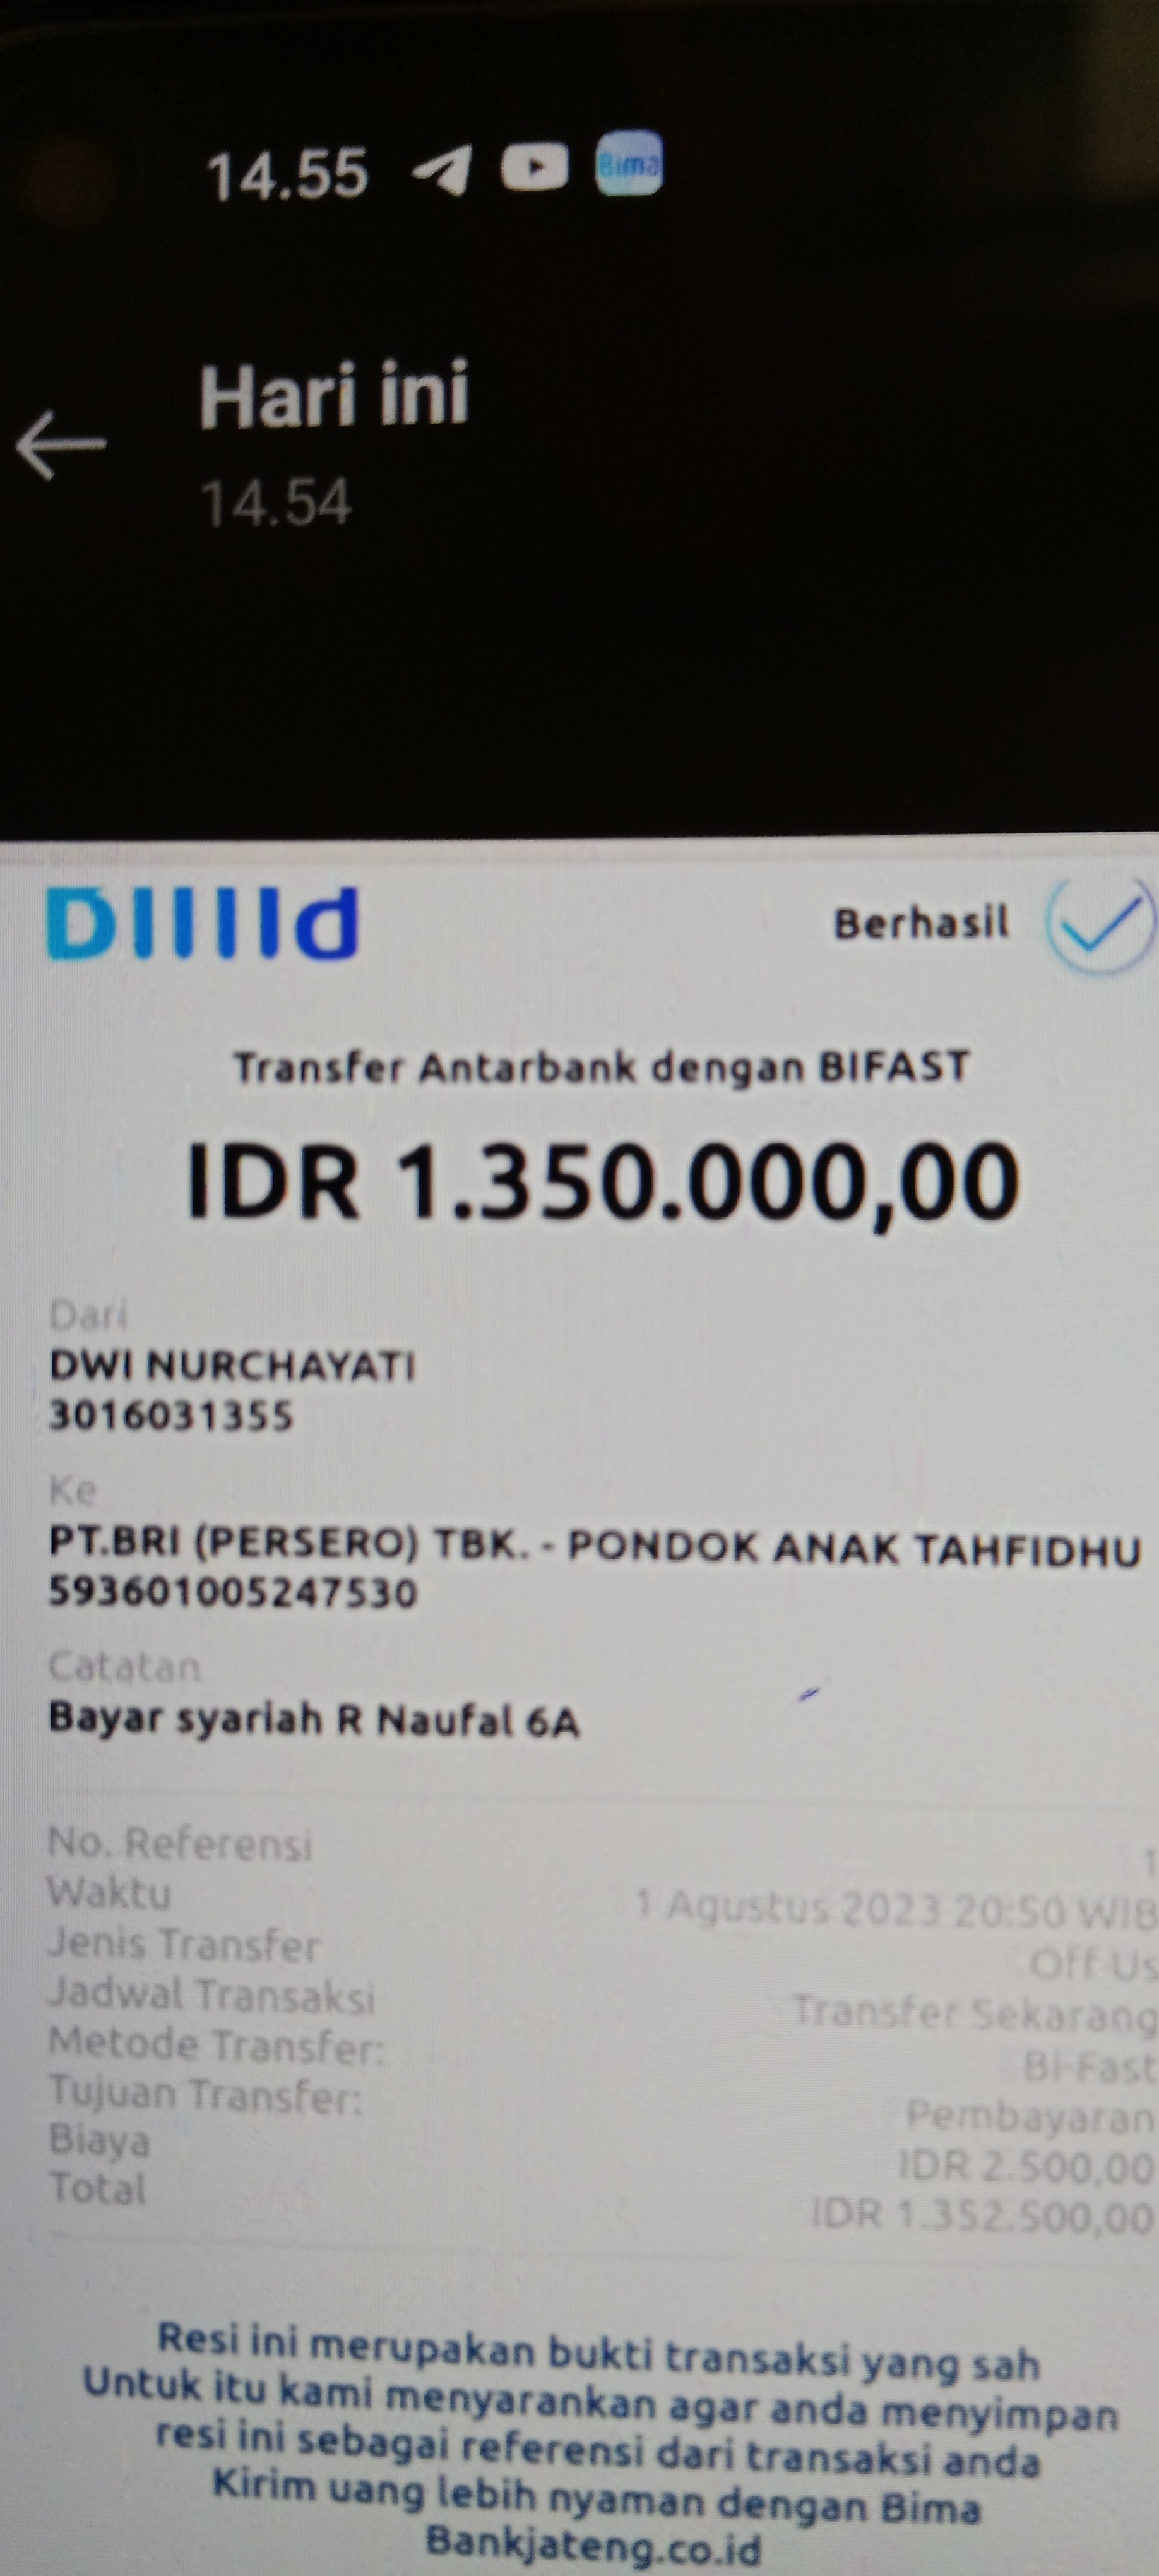 14.55 Bima
Hari ini
14.54
Berhasil
Transfer Antarbank dengan BIFAST
IDR 1.350.000,00
Dari
DWI NURCHAYATI
3016031355
Ke
PT.BRI (PERSERO) TBK. - PONDOK ANAK TAHFIDHU
593601005247530
Catatan
Bayar syariah R Naufal 6A
No. Referensi 1
Waktu 1 Agustus 2023 20:50 WIB
Jenis Transfer Off Us
Jadwal Transaksi Transfer Sekarang
Metode Transfer: Bi-Fast
Tujuan Transfer: Pembayaran
Biaya IDR 2.500,00
Total IDR 1.352.500,00
Resi ini merupakan bukti transaksi yang sah
Untuk itu kami menyarankan agar anda menyimpan
resi ini sebagai referensi dari transaksi anda
Kirim uang lebih nyaman dengan Bima
Bankjateng.co.id